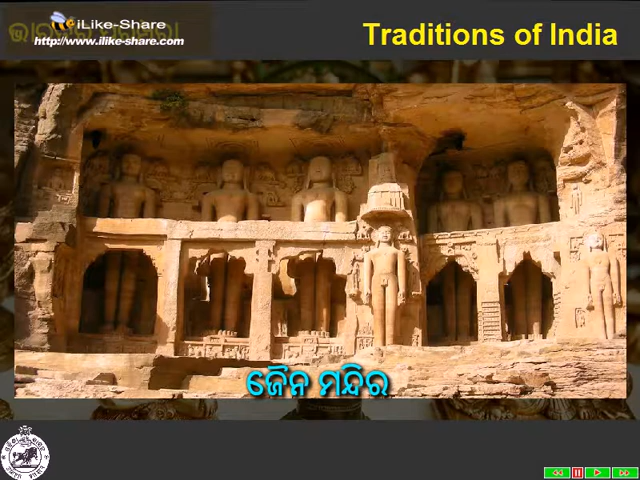 iLike-Share
http://www.ilike-share.com
Traditions of India
ଜୈନ ମନ୍ଦିର